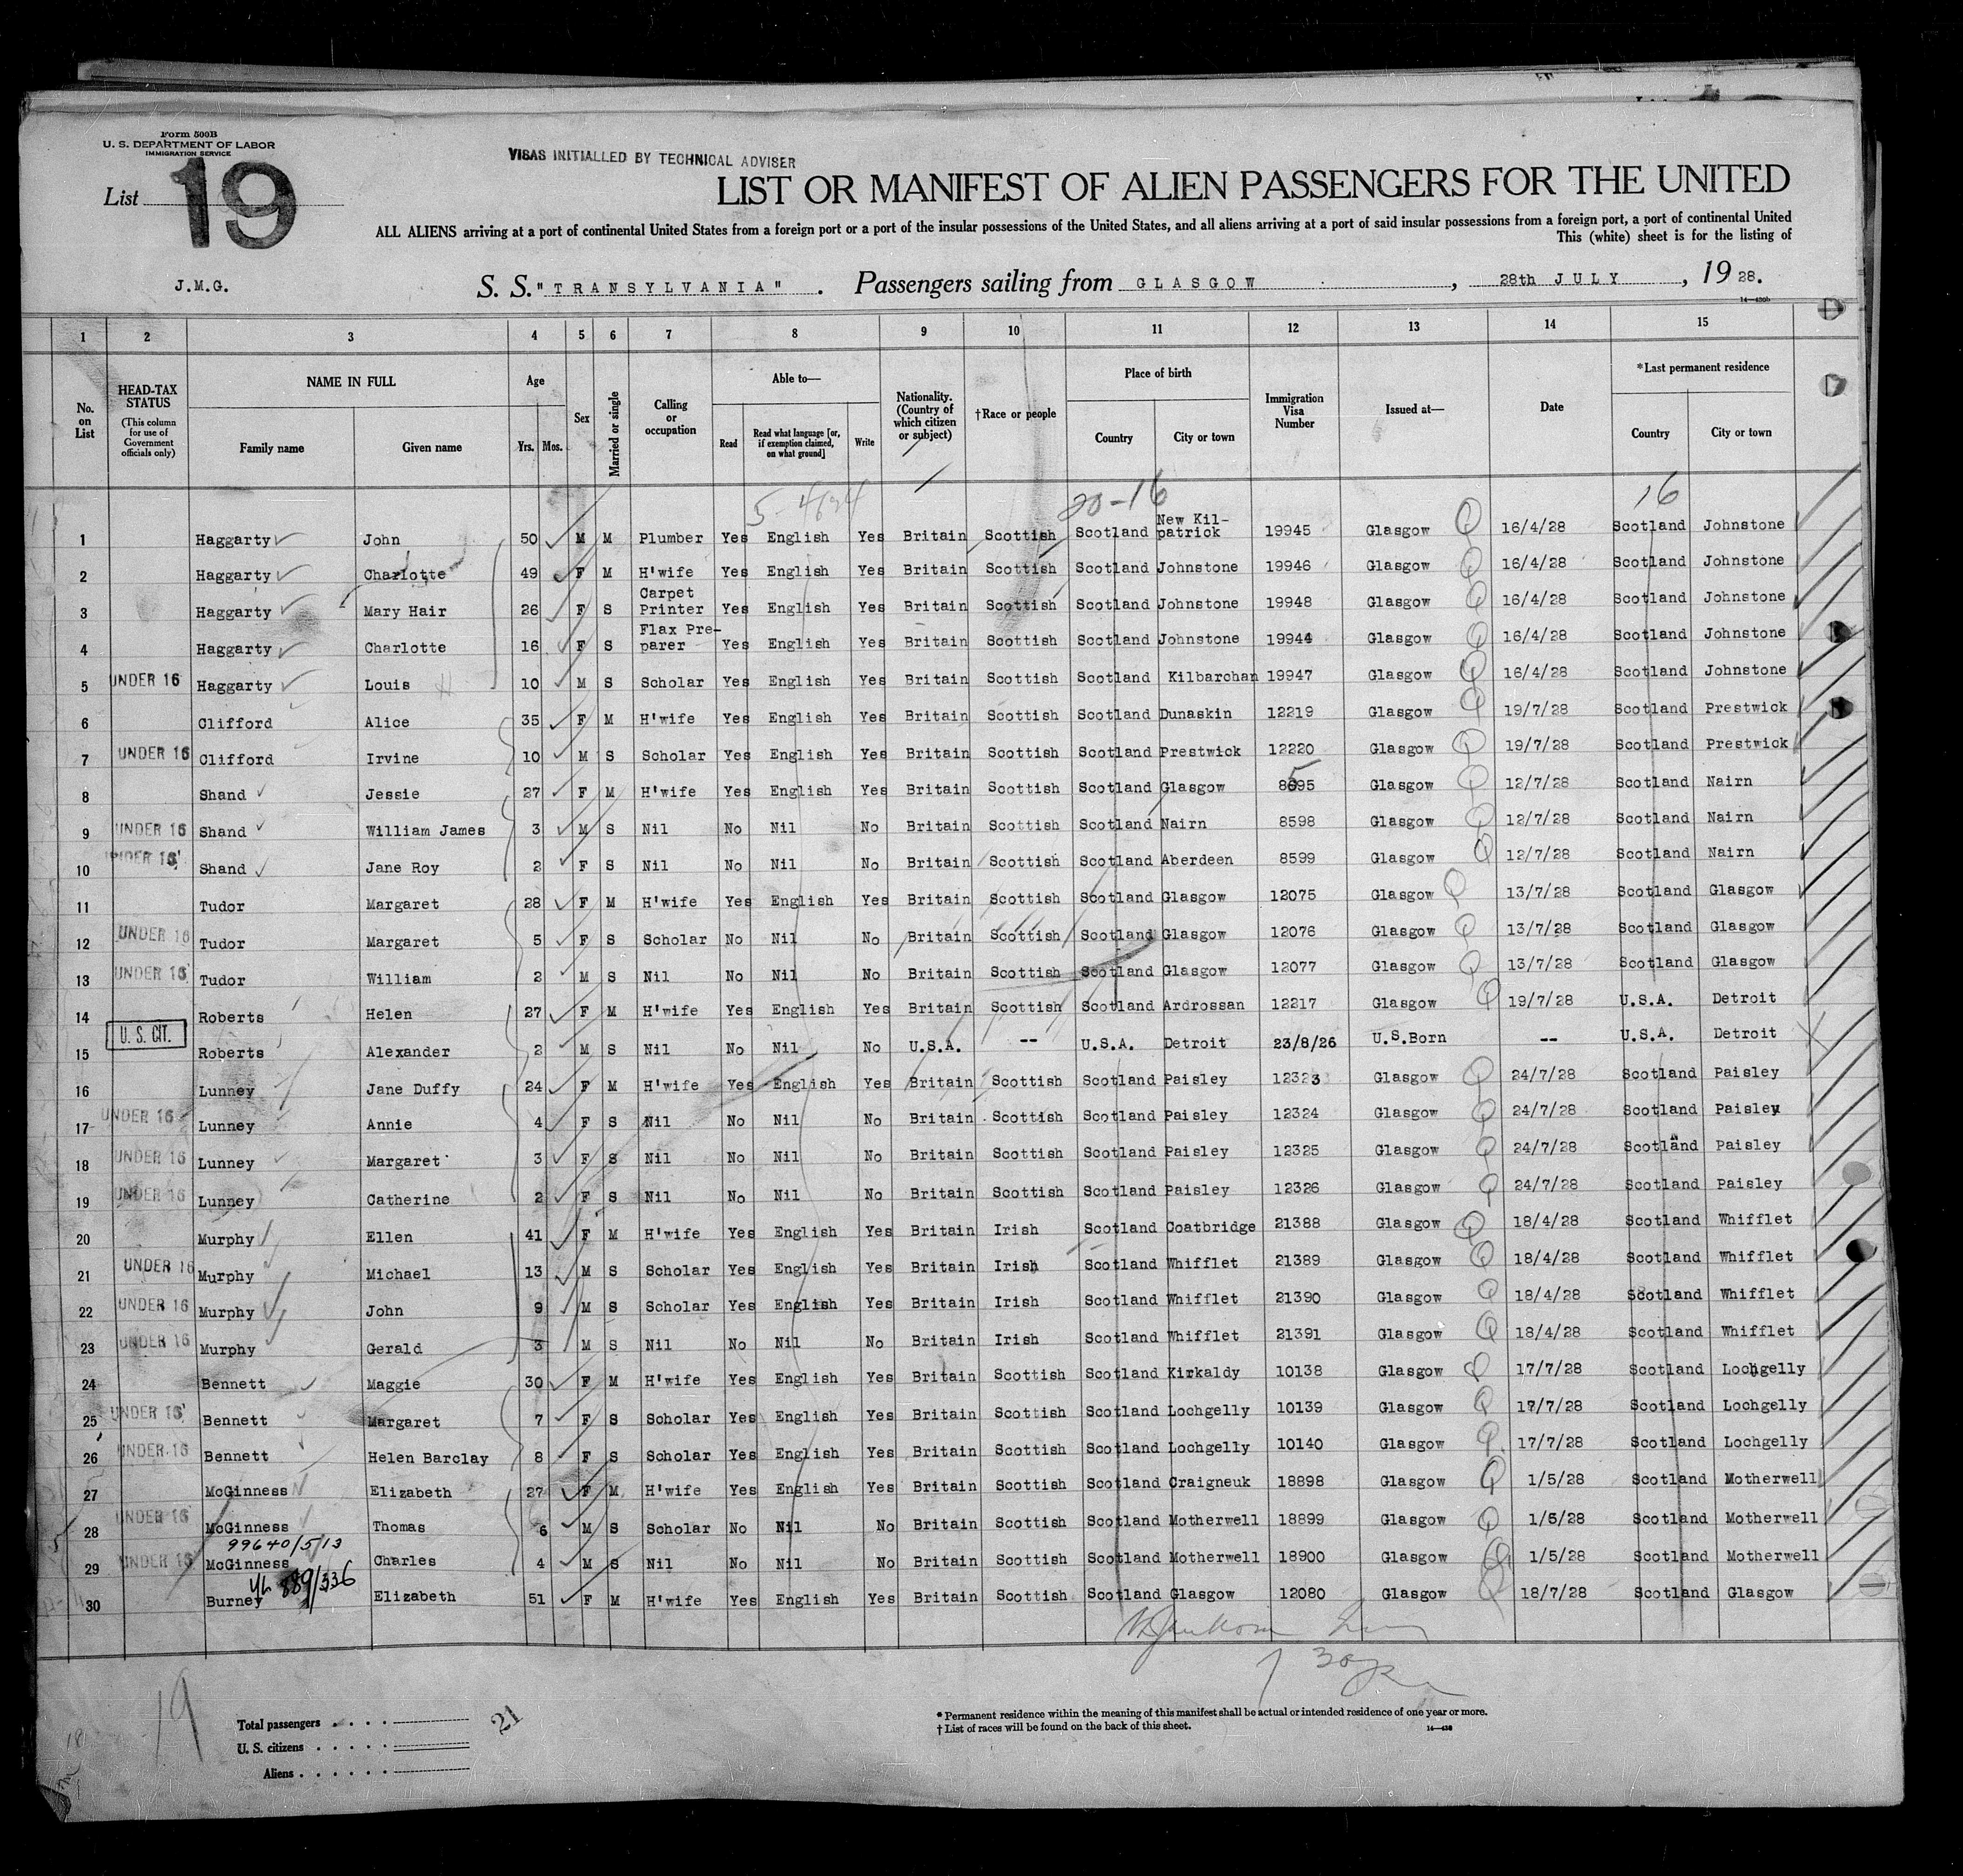 Form 500B
U. S. DEPARTMENT OF LABOR
IMMIGRATION SERVICE
List 19
VISAS INITIALLED BY TECHNICAL ADVISER
LIST OR MANIFEST OF ALIEN PASSENGERS FOR THE UNITED
ALL ALIENS arriving at a port of continental United States from a foreign port or a port of the insular possessions of the United States, and all aliens arriving at a port of said insular possessions from a foreign port, a port of continental United
This (white) sheet is for the listing of
J.M.G.
S. S. "TRANSYLVANIA". Passengers sailing from GLASGOW, 28th JULY, 1928.
14—430b
1 2 3 4 5 6 7 8 9 10 11 12 13 14 15
No. on List
HEAD-TAX STATUS (This column for use of Government officials only)
NAME IN FULL
Family name Given name
Age
Yrs. Mos.
Sex
Married or single
Calling or occupation
Able to—
Read
Read what language [or, if exemption claimed, on what ground]
Write
Nationality. (Country of which citizen or subject)
†Race or people
Place of birth
Country City or town
Immigration Visa Number
Issued at—
Date
*Last permanent residence
Country City or town
20-16 16
1 Haggarty John 50 M M Plumber Yes English Yes Britain Scottish Scotland New Kil-patrick 19945 Glasgow 16/4/28 Scotland Johnstone
2 Haggarty Charlotte 49 F M H'wife Yes English Yes Britain Scottish Scotland Johnstone 19946 Glasgow 16/4/28 Scotland Johnstone
3 Haggarty Mary Hair 26 F S Carpet Printer Yes English Yes Britain Scottish Scotland Johnstone 19948 Glasgow 16/4/28 Scotland Johnstone
4 Haggarty Charlotte 16 F S Flax Pre-parer Yes English Yes Britain Scottish Scotland Johnstone 19944 Glasgow 16/4/28 Scotland Johnstone
5 UNDER 16 Haggarty Louis 10 M S Scholar Yes English Yes Britain Scottish Scotland Kilbarchan 19947 Glasgow 16/4/28 Scotland Johnstone
6 Clifford Alice 35 F M H'wife Yes English Yes Britain Scottish Scotland Dunaskin 12219 Glasgow 19/7/28 Scotland Prestwick
7 UNDER 16 Clifford Irvine 10 M S Scholar Yes English Yes Britain Scottish Scotland Prestwick 12220 Glasgow 19/7/28 Scotland Prestwick
8 Shand Jessie 27 F M H'wife Yes English Yes Britain Scottish Scotland Glasgow 8595 Glasgow 12/7/28 Scotland Nairn
9 UNDER 16 Shand William James 3 M S Nil No Nil No Britain Scottish Scotland Nairn 8598 Glasgow 12/7/28 Scotland Nairn
10 UNDER 16 Shand Jane Roy 2 F S Nil No Nil No Britain Scottish Scotland Aberdeen 8599 Glasgow 12/7/28 Scotland Nairn
11 Tudor Margaret 28 F M H'wife Yes English Yes Britain Scottish Scotland Glasgow 12075 Glasgow 13/7/28 Scotland Glasgow
12 UNDER 16 Tudor Margaret 5 F S Scholar No Nil No Britain Scottish Scotland Glasgow 12076 Glasgow 13/7/28 Scotland Glasgow
13 UNDER 16 Tudor William 2 M S Nil No Nil No Britain Scottish Scotland Glasgow 12077 Glasgow 13/7/28 Scotland Glasgow
14 Roberts Helen 27 F M H'wife Yes English Yes Britain Scottish Scotland Ardrossan 12217 Glasgow 19/7/28 U.S.A. Detroit
15 U. S. CIT. Roberts Alexander 2 M S Nil No Nil No U.S.A. -- U.S.A. Detroit 23/8/26 U.S.Born -- U.S.A. Detroit
16 Lunney Jane Duffy 24 F M H'wife Yes English Yes Britain Scottish Scotland Paisley 12323 Glasgow 24/7/28 Scotland Paisley
17 UNDER 16 Lunney Annie 4 F S Nil No Nil No Britain Scottish Scotland Paisley 12324 Glasgow 24/7/28 Scotland Paisley
18 UNDER 16 Lunney Margaret 3 F S Nil No Nil No Britain Scottish Scotland Paisley 12325 Glasgow 24/7/28 Scotland Paisley
19 UNDER 16 Lunney Catherine 2 F S Nil No Nil No Britain Scottish Scotland Paisley 12326 Glasgow 24/7/28 Scotland Paisley
20 Murphy Ellen 41 F M H'wife Yes English Yes Britain Irish Scotland Coatbridge 21388 Glasgow 18/4/28 Scotland Whifflet
21 UNDER 16 Murphy Michael 13 M S Scholar Yes English Yes Britain Irish Scotland Whifflet 21389 Glasgow 18/4/28 Scotland Whifflet
22 UNDER 16 Murphy John 9 M S Scholar Yes English Yes Britain Irish Scotland Whifflet 21390 Glasgow 18/4/28 Scotland Whifflet
23 UNDER 16 Murphy Gerald 3 M S Nil No Nil No Britain Irish Scotland Whifflet 21391 Glasgow 18/4/28 Scotland Whifflet
24 Bennett Maggie 30 F M H'wife Yes English Yes Britain Scottish Scotland Kirkaldy 10138 Glasgow 17/7/28 Scotland Lochgelly
25 UNDER 16 Bennett Margaret 7 F S Scholar Yes English Yes Britain Scottish Scotland Lochgelly 10139 Glasgow 17/7/28 Scotland Lochgelly
26 UNDER 16 Bennett Helen Barclay 8 F S Scholar Yes English Yes Britain Scottish Scotland Lochgelly 10140 Glasgow 17/7/28 Scotland Lochgelly
27 McGinness Elizabeth 27 F M H'wife Yes English Yes Britain Scottish Scotland Craigneuk 18898 Glasgow 1/5/28 Scotland Motherwell
28 UNDER 16 McGinness Thomas 6 M S Scholar No Nil No Britain Scottish Scotland Motherwell 18899 Glasgow 1/5/28 Scotland Motherwell
99640/513
29 UNDER 16 McGinness Charles 4 M S Nil No Nil No Britain Scottish Scotland Motherwell 18900 Glasgow 1/5/28 Scotland Motherwell
889/336
30 Burney Elizabeth 51 F M H'wife Yes English Yes Britain Scottish Scotland Glasgow 12080 Glasgow 18/7/28 Scotland Glasgow
19
21
Total passengers
U. S. citizens
Aliens
* Permanent residence within the meaning of this manifest shall be actual or intended residence of one year or more.
† List of races will be found on the back of this sheet.
14—430